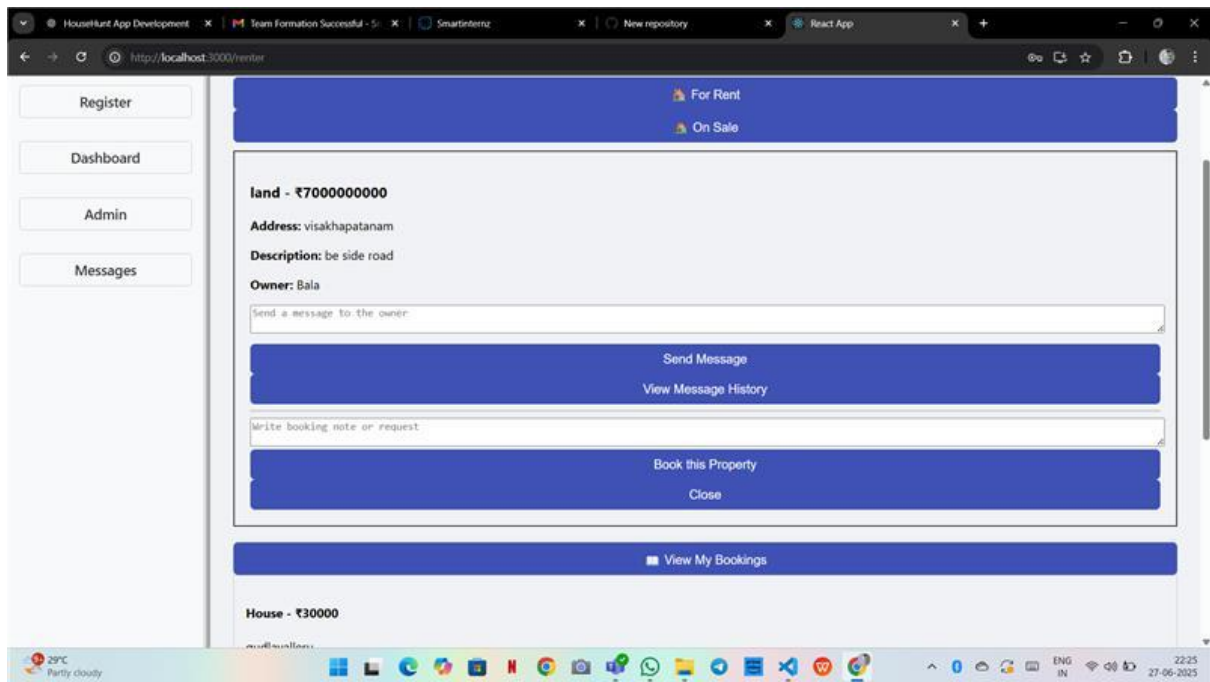 HouseHunt App Development
Team Formation Successful - S
Smartinternz
New repository
React App
http://localhost:3000/renter
Register
Dashboard
Admin
Messages
For Rent
On Sale
land - ₹7000000000
Address: visakhapatanam
Description: be side road
Owner: Bala
Send a message to the owner
Send Message
View Message History
Write booking note or request
Book this Property
Close
View My Bookings
House - ₹30000
gudlavalleru
29°C
Partly cloudy
ENG
IN
22:25
27-06-2025